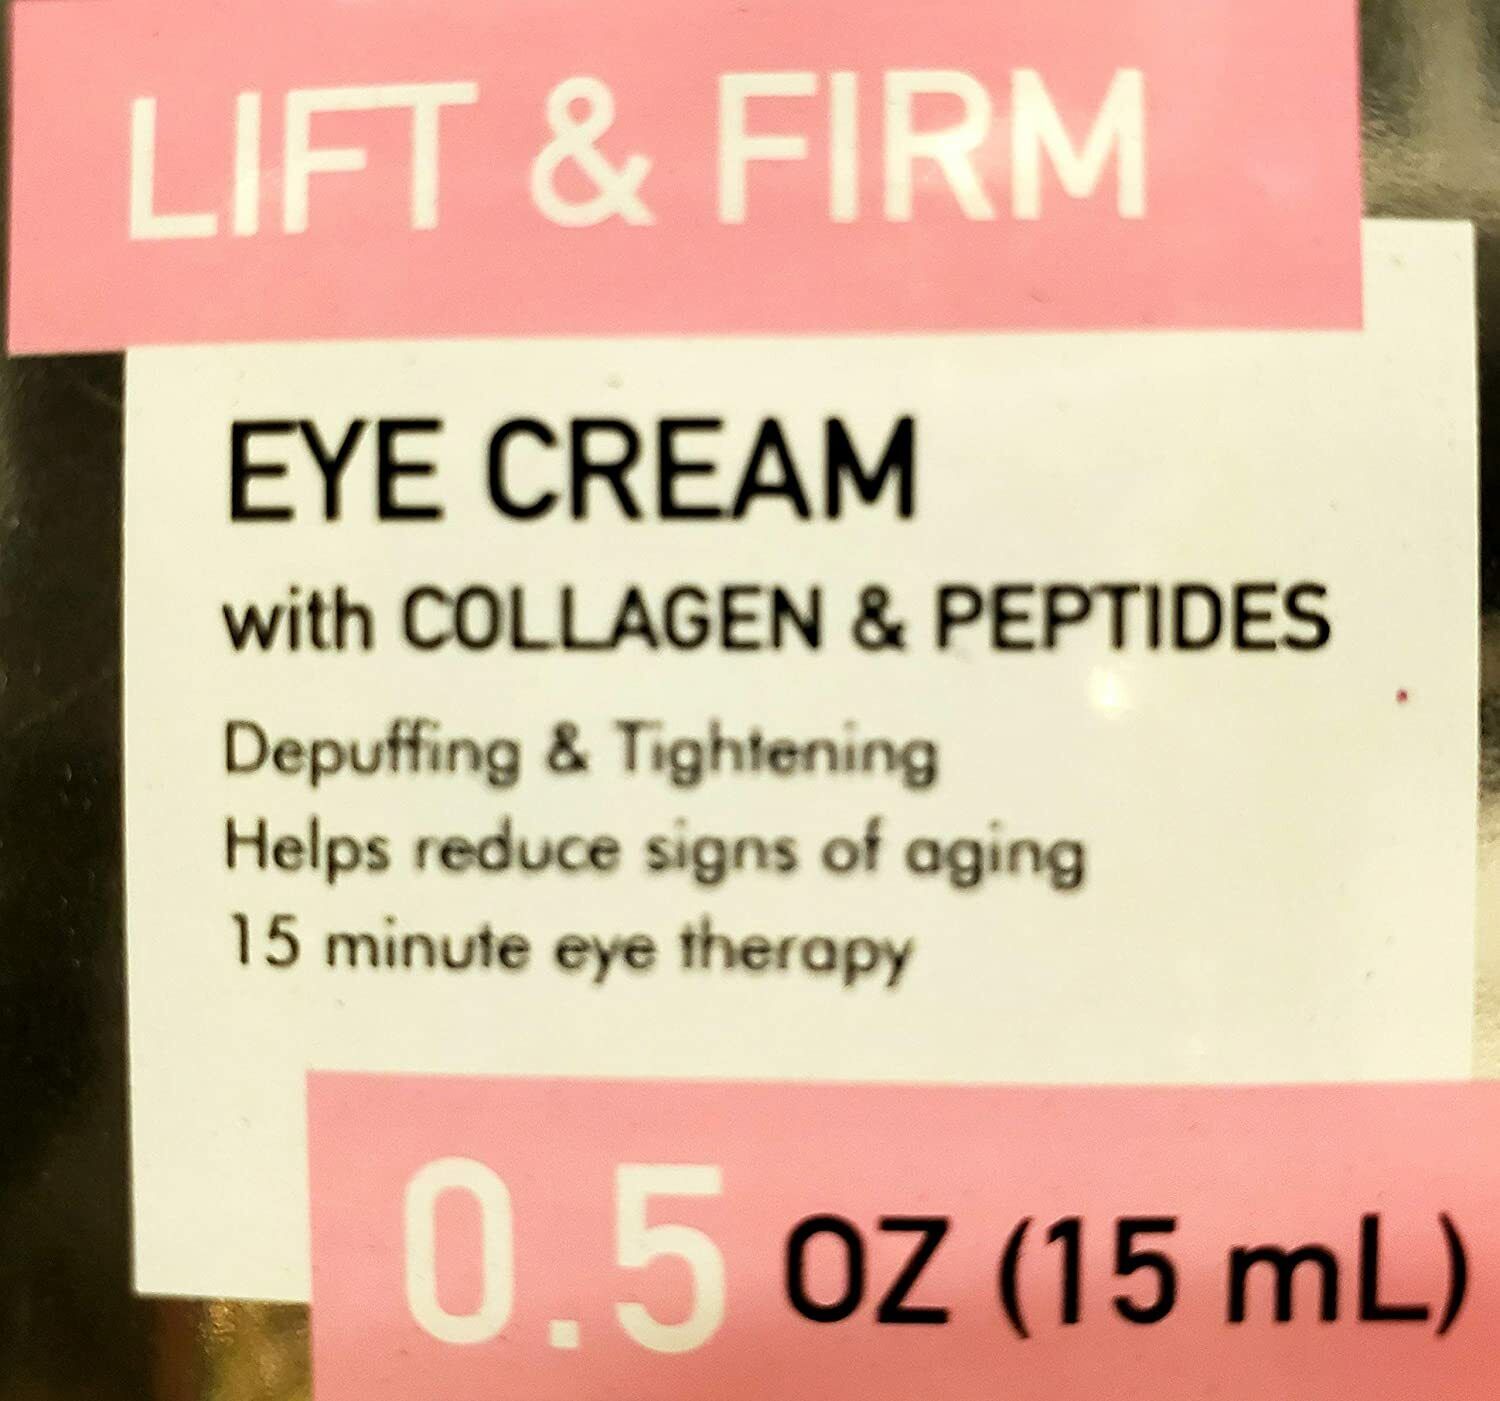 LIFT & FIRM
EYE CREAM
with COLLAGEN & PEPTIDES
Depuffing & Tightening
Helps reduce signs of aging
15 minute eye therapy
0.5 OZ (15 mL)